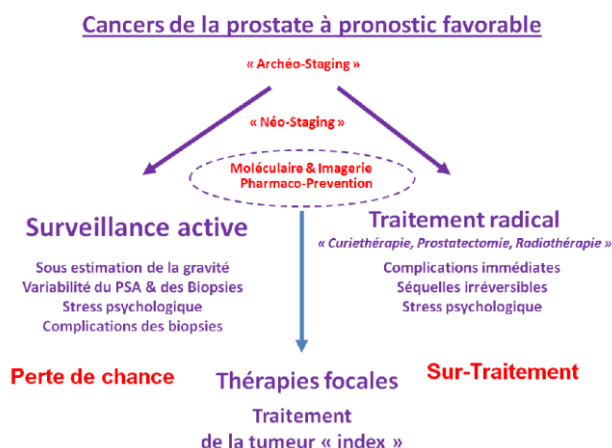 Cancers de la prostate à pronostic favorable
« Archéo-Staging »
« Néo-Staging »
Moléculaire & Imagerie
Pharmaco-Prevention
Surveillance active
Sous estimation de la gravité
Variabilité du PSA & des Biopsies
Stress psychologique
Complications des biopsies
Traitement radical
« Curiethérapie, Prostatectomie, Radiothérapie »
Complications immédiates
Séquelles irréversibles
Stress psychologique
Perte de chance
Thérapies focales
Sur-Traitement
Traitement
de la tumeur « index »